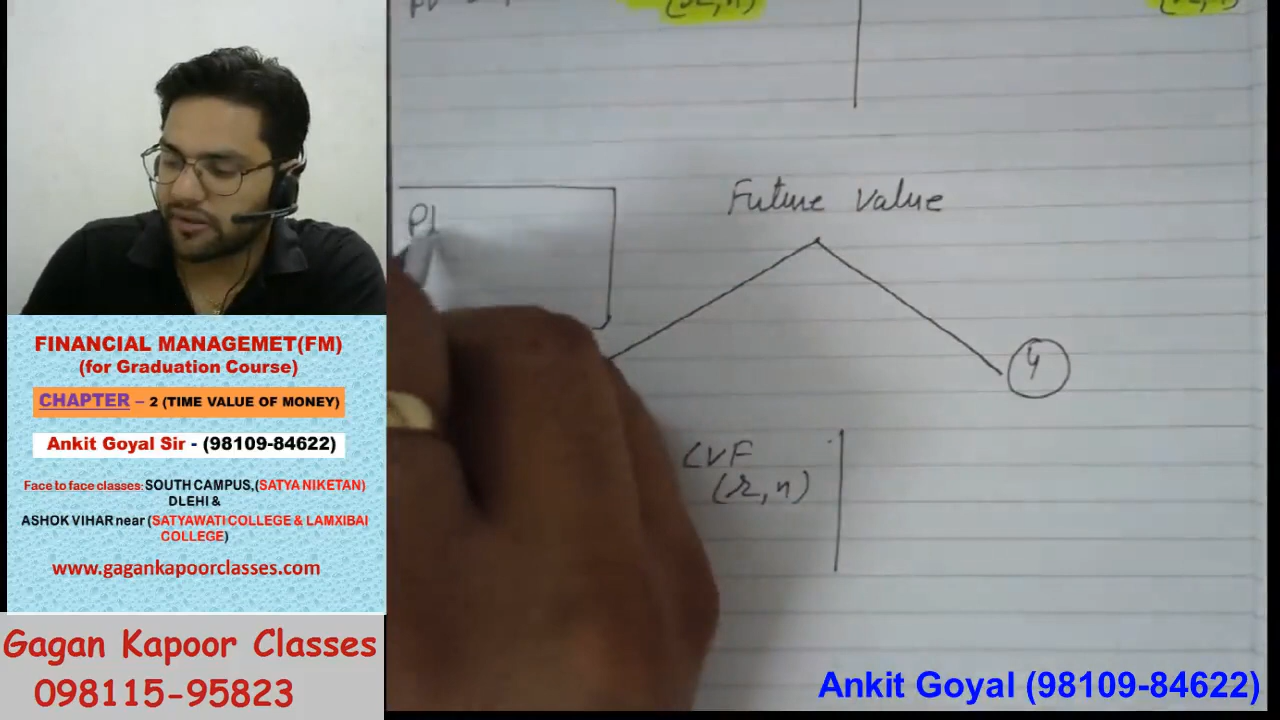 (r, n)
Future Value
4
CVF
(r, n)
FINANCIAL MANAGEMET(FM)
(for Graduation Course)
CHAPTER – 2 (TIME VALUE OF MONEY)
Ankit Goyal Sir - (98109-84622)
Face to face classes: SOUTH CAMPUS,(SATYA NIKETAN)
DLEHI &
ASHOK VIHAR near (SATYAWATI COLLEGE & LAMXIBAI
COLLEGE)
www.gagankapoorclasses.com
Gagan Kapoor Classes
098115-95823
Ankit Goyal (98109-84622)